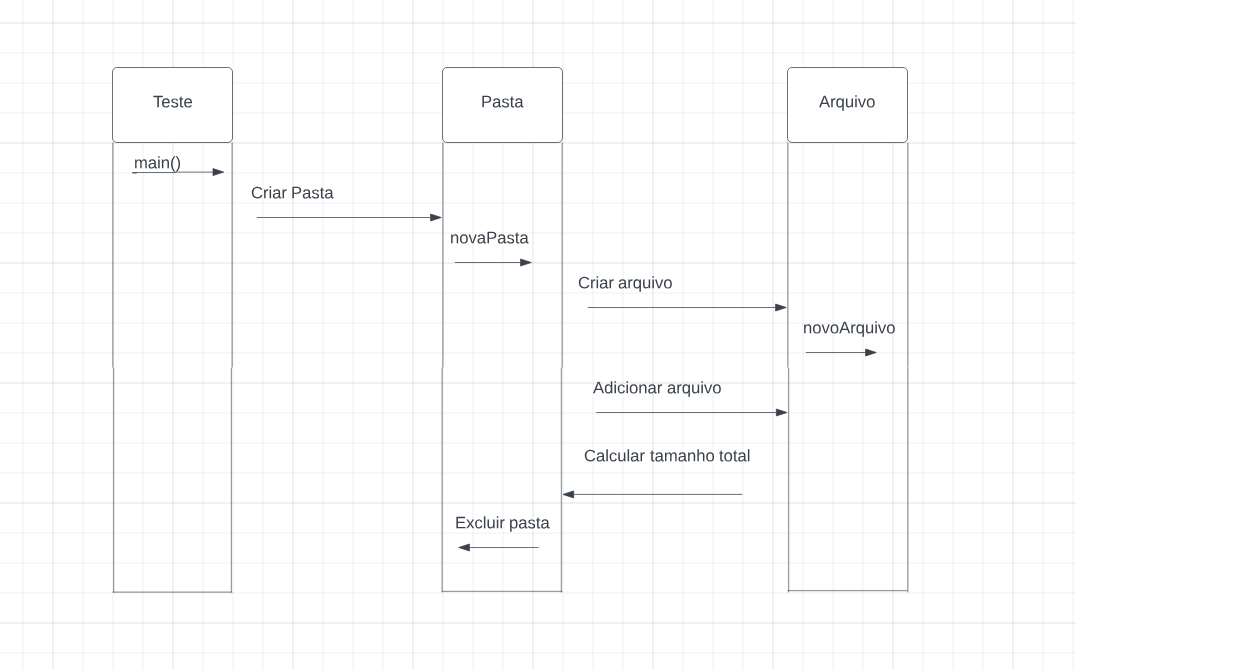 Teste
Pasta
Arquivo
main()
Criar Pasta
novaPasta
Criar arquivo
novoArquivo
Adicionar arquivo
Calcular tamanho total
Excluir pasta